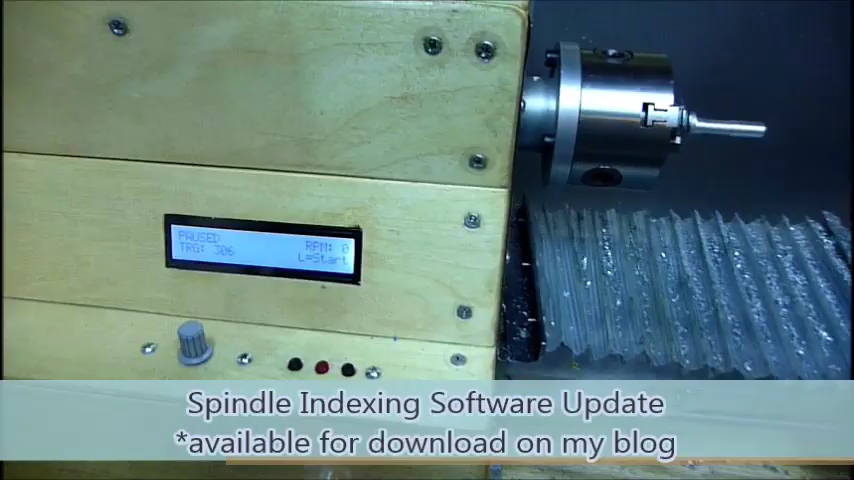 PAUSED RPM: 0
TRG: 306 L=Start
Spindle Indexing Software Update
*available for download on my blog